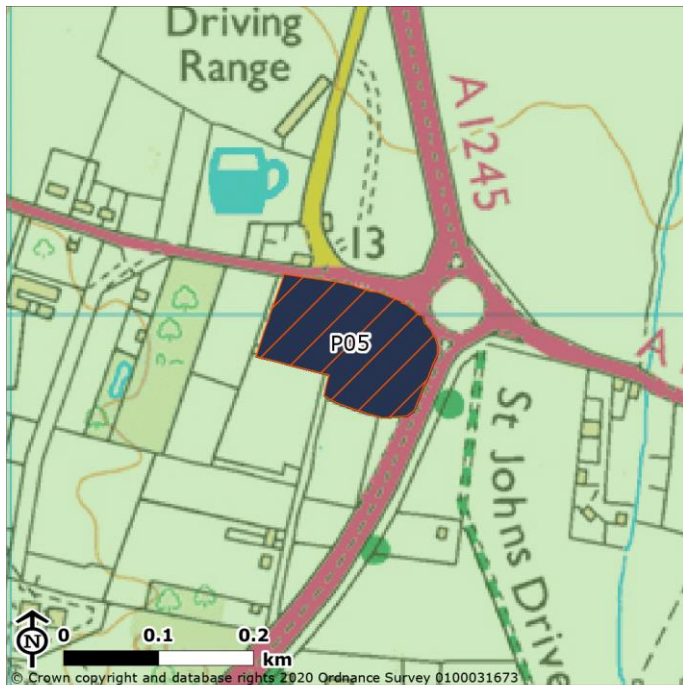 Driving
Range
A1245
13
P05
A
St Johns Drive
N
0 0.1 0.2
km
© Crown copyright and database rights 2020 Ordnance Survey 0100031673